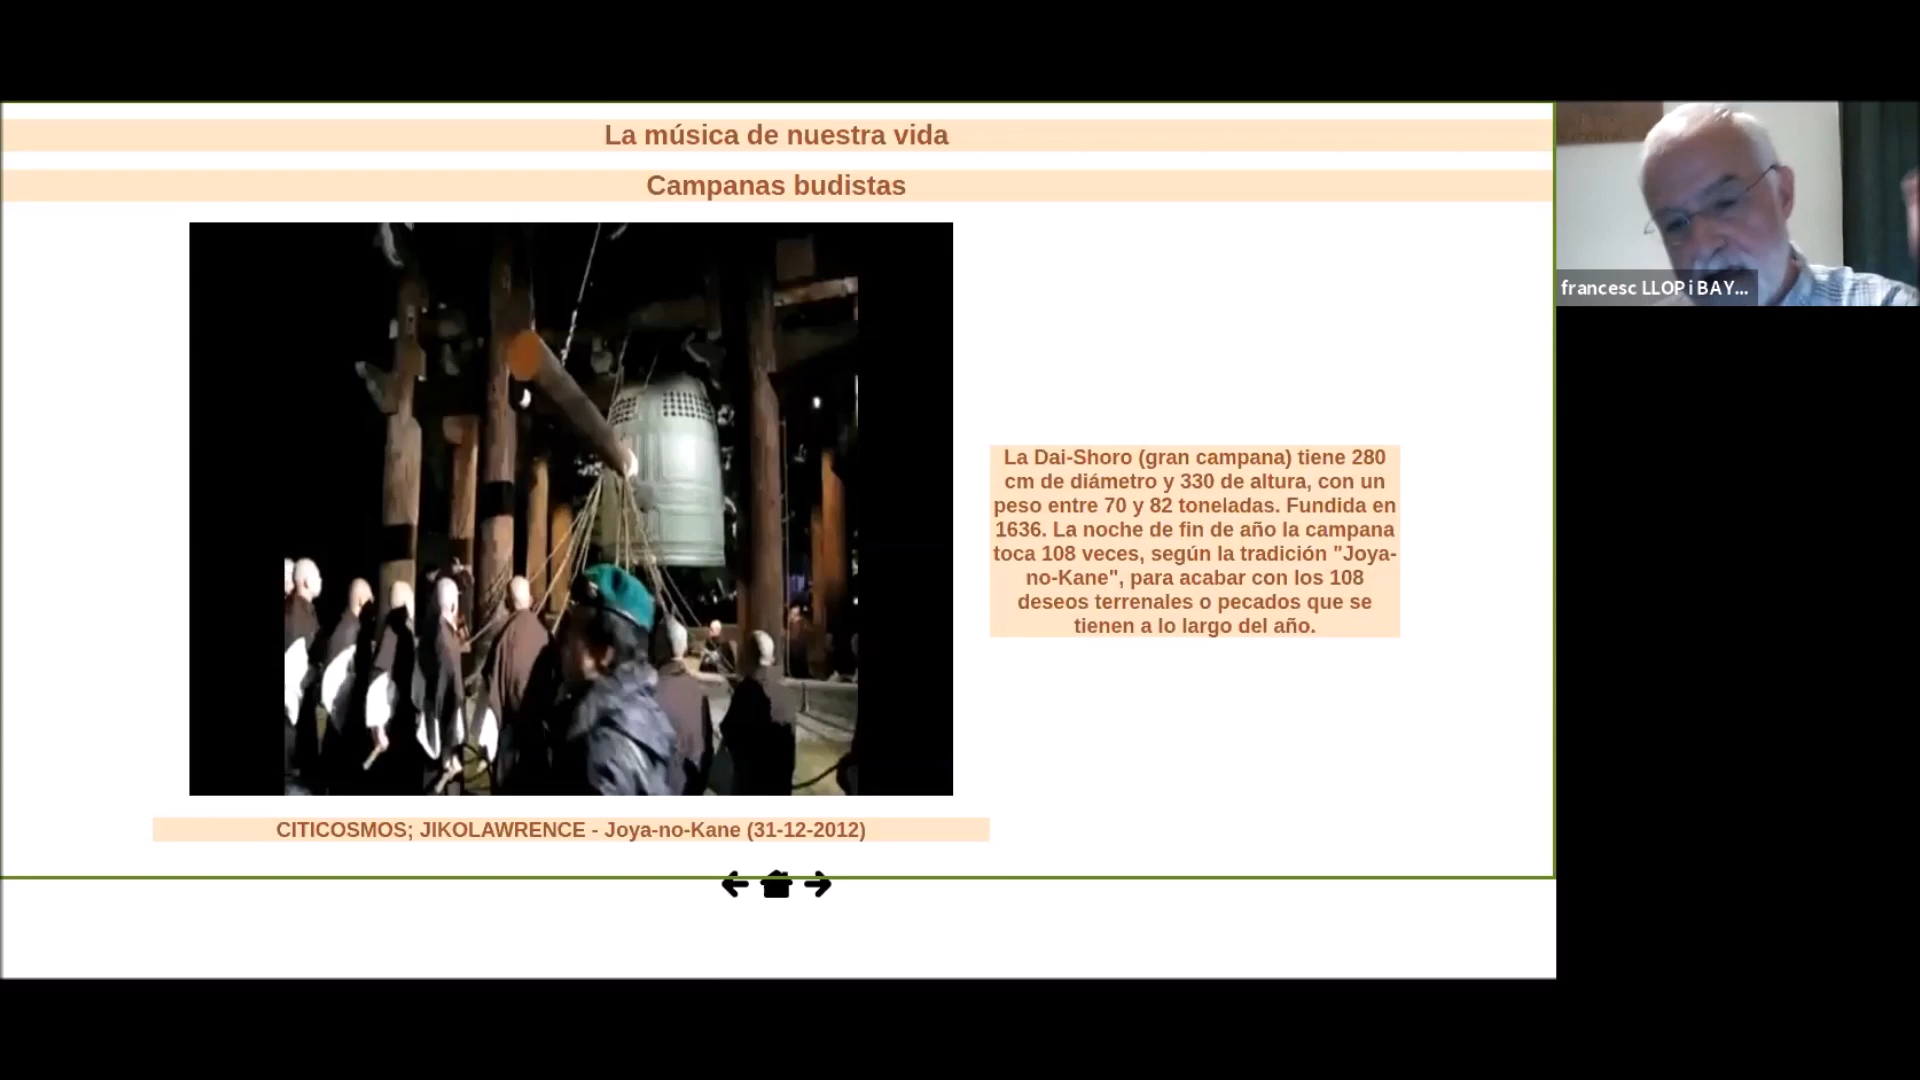 La música de nuestra vida
Campanas budistas
La Dai-Shoro (gran campana) tiene 280
cm de diámetro y 330 de altura, con un
peso entre 70 y 82 toneladas. Fundida en
1636. La noche de fin de año la campana
toca 108 veces, según la tradición "Joya-
no-Kane", para acabar con los 108
deseos terrenales o pecados que se
tienen a lo largo del año.
CITICOSMOS; JIKOLAWRENCE - Joya-no-Kane (31-12-2012)
francesc LLOP i BAY...